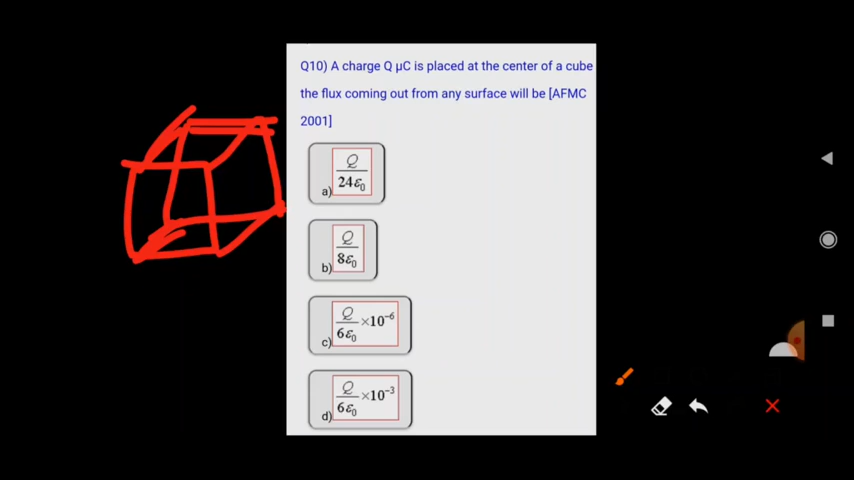 Q10) A charge Q µC is placed at the center of a cube
the flux coming out from any surface will be [AFMC
2001]
a) Q/24ε₀
b) Q/8ε₀
c) Q/6ε₀ ×10⁻⁶
d) Q/6ε₀ ×10⁻³